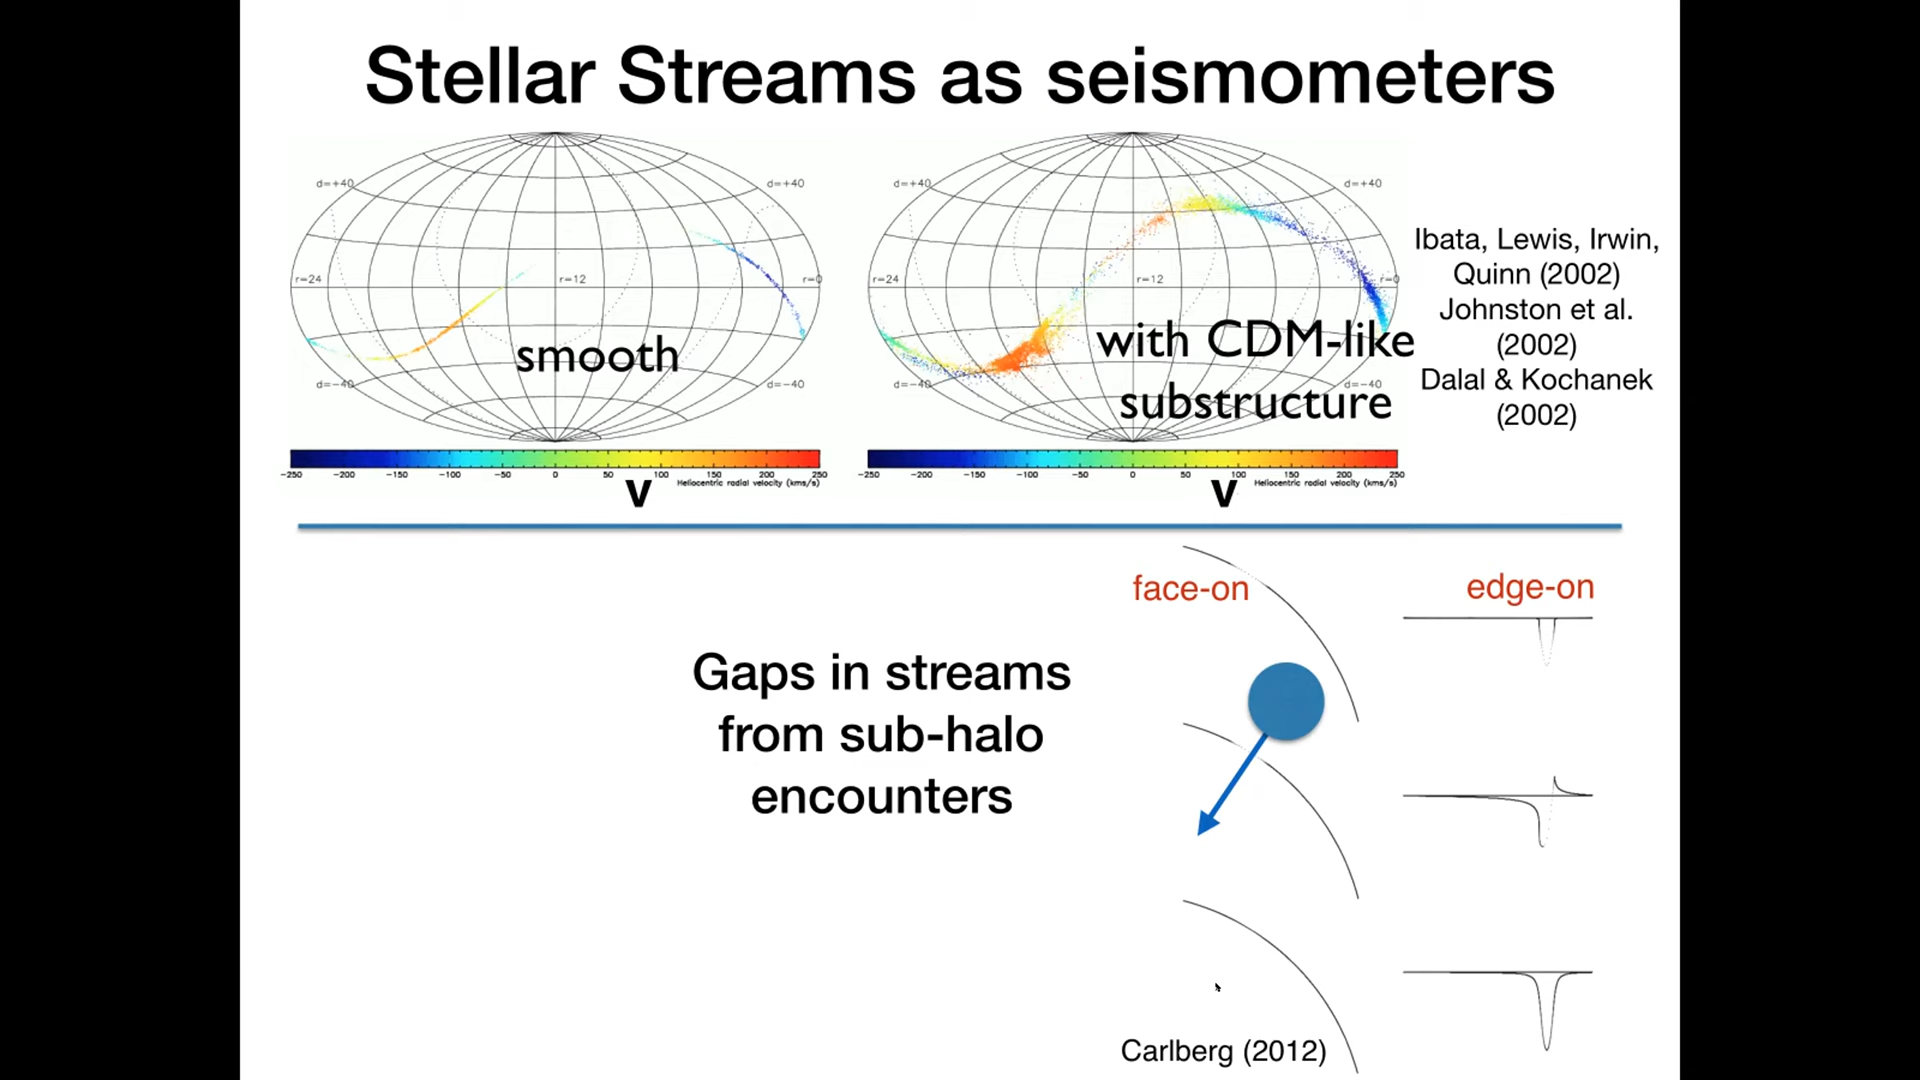 Stellar Streams as seismometers
d=+40 d=+40
r=24 r=12 r=0
smooth
d=-40 d=-40
-250 -200 -150 -100 -50 0 50 100 150 200 250
Heliocentric radial velocity (kms/s)
v
d=+40 d=+40
r=24 r=12 r=0
with CDM-like
substructure
d=-40 d=-40
-250 -200 -150 -100 -50 0 50 100 150 200 250
Heliocentric radial velocity (kms/s)
v
Ibata, Lewis, Irwin,
Quinn (2002)
Johnston et al.
(2002)
Dalal & Kochanek
(2002)
face-on
edge-on
Gaps in streams
from sub-halo
encounters
Carlberg (2012)